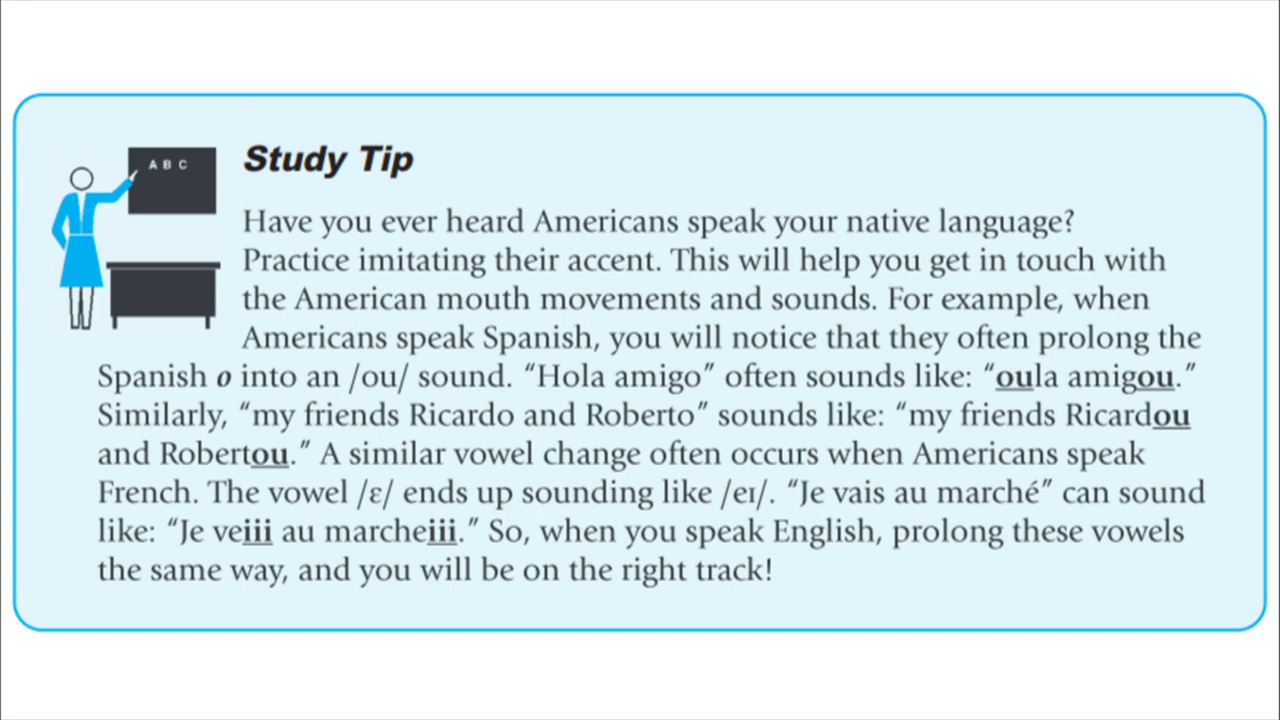 A B C
Study Tip
Have you ever heard Americans speak your native language?
Practice imitating their accent. This will help you get in touch with
the American mouth movements and sounds. For example, when
Americans speak Spanish, you will notice that they often prolong the
Spanish o into an /ou/ sound. “Hola amigo” often sounds like: “oula amigou.”
Similarly, “my friends Ricardo and Roberto” sounds like: “my friends Ricardou
and Robertou.” A similar vowel change often occurs when Americans speak
French. The vowel /ɛ/ ends up sounding like /eɪ/. “Je vais au marché” can sound
like: “Je veiii au marcheiii.” So, when you speak English, prolong these vowels
the same way, and you will be on the right track!